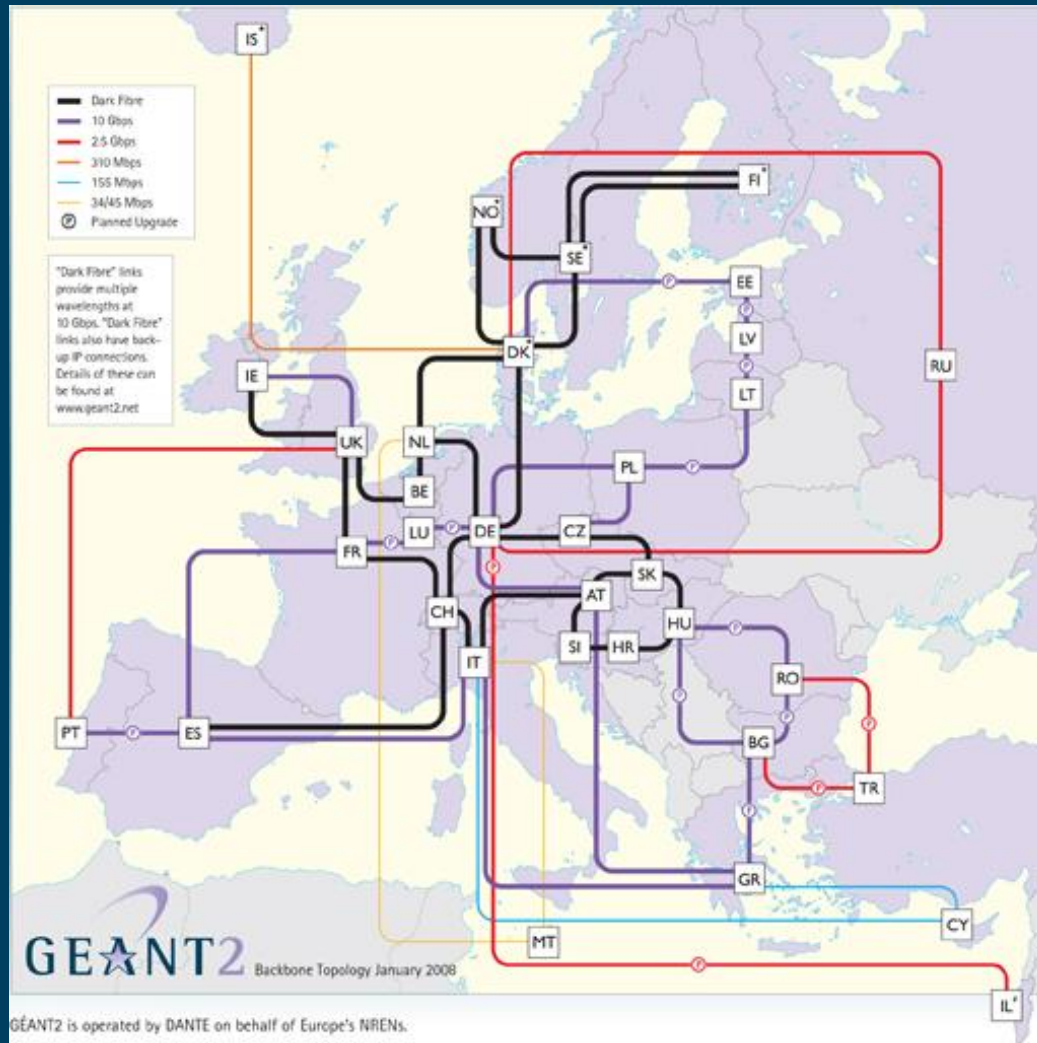 IS*
Dark Fibre
10 Gbps
2.5 Gbps
310 Mbps
155 Mbps
34/45 Mbps
P Planned Upgrade
"Dark Fibre" links
provide multiple
wavelengths at
10 Gbps. "Dark Fibre"
links also have back-
up IP connections.
Details of these can
be found at
www.geant2.net
FI*
NO*
SE*
P
EE
P
DK*
LV
RU
P
IE
LT
UK
NL
PL
P
BE
LU
P
DE
CZ
FR
P
P
SK
AT
CH
HU
P
SI
HR
IT
RO
P
P
PT
P
ES
BG
P
P
P
TR
P
GR
CY
MT
GEANT2 Backbone Topology January 2008
P
IL
GÉANT2 is operated by DANTE on behalf of Europe's NRENs.